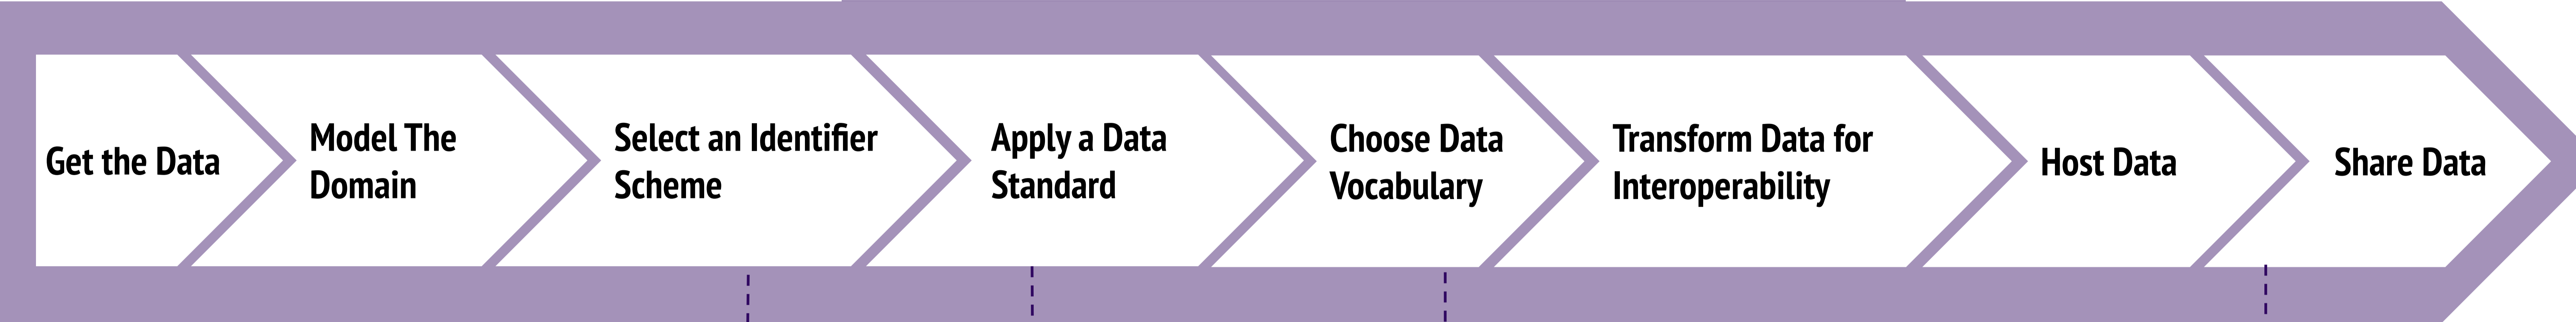 Get the Data
Model The
Domain
Select an Identifier
Scheme
Apply a Data
Standard
Choose Data
Vocabulary
Transform Data for
Interoperability
Host Data
Share Data